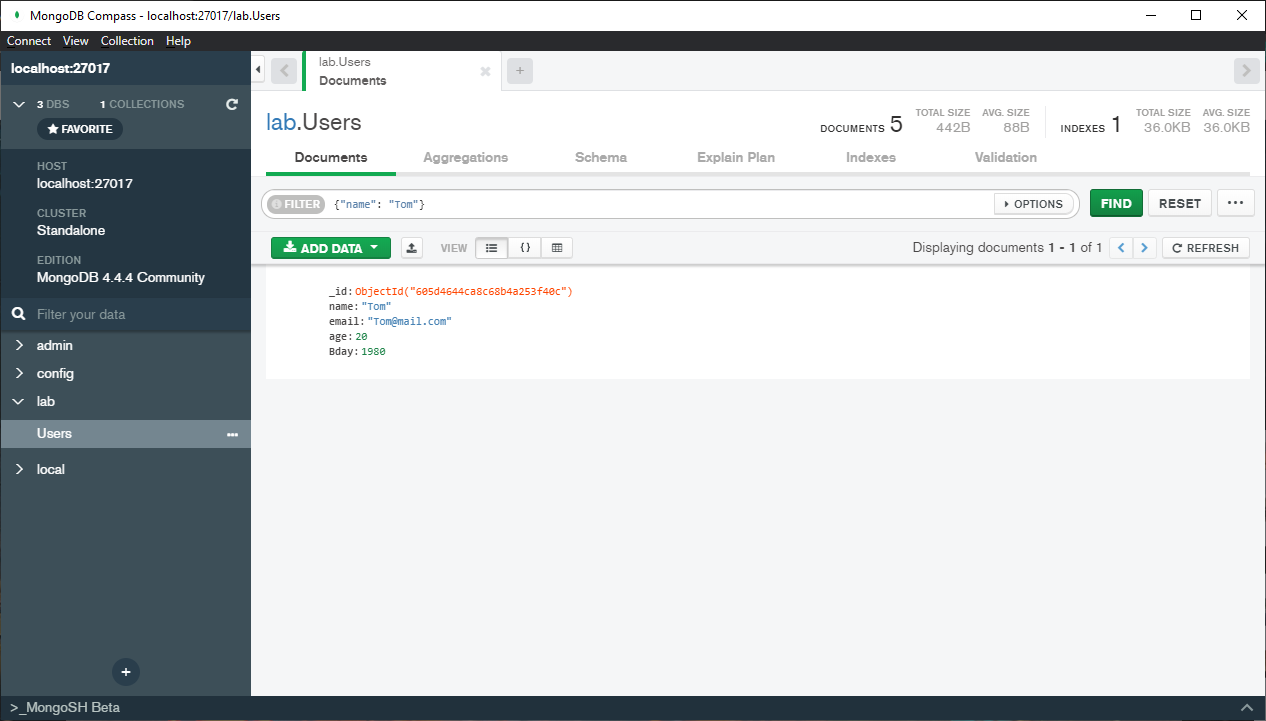 MongoDB Compass - localhost:27017/lab.Users
Connect View Collection Help
localhost:27017
3 DBS 1 COLLECTIONS
FAVORITE
HOST
localhost:27017
CLUSTER
Standalone
EDITION
MongoDB 4.4.4 Community
Filter your data
admin
config
lab
Users
local
lab.Users
Documents
lab.Users
DOCUMENTS 5
TOTAL SIZE AVG. SIZE
442B 88B
INDEXES 1
TOTAL SIZE AVG. SIZE
36.0KB 36.0KB
Documents Aggregations Schema Explain Plan Indexes Validation
FILTER {"name": "Tom"} OPTIONS FIND RESET ...
ADD DATA VIEW {} Displaying documents 1 - 1 of 1 < > REFRESH
_id: ObjectId("605d4644ca8c68b4a253f40c")
name: "Tom"
email: "Tom@mail.com"
age: 20
Bday: 1980
>_MongoSH Beta